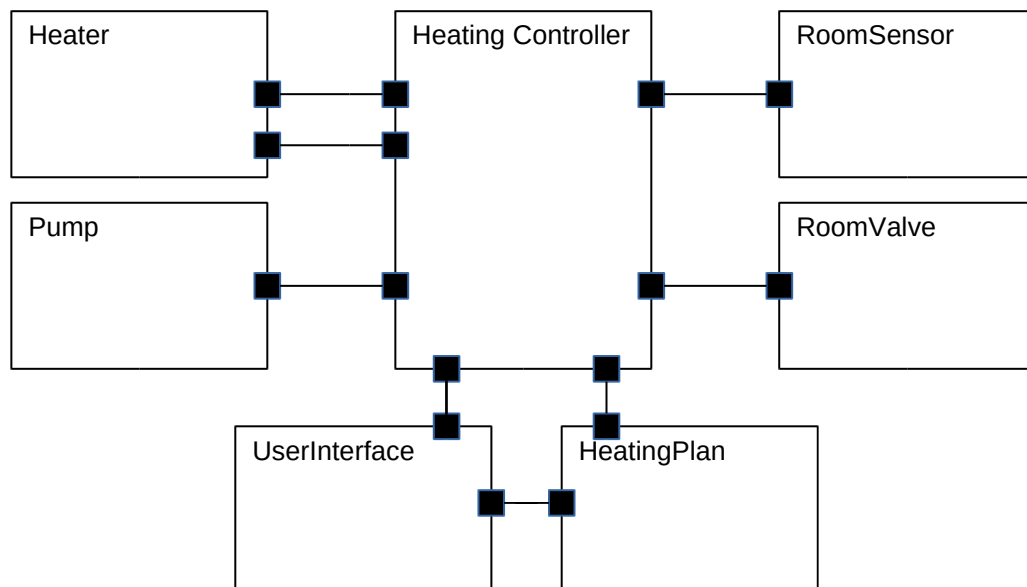 Heater
Heating Controller
RoomSensor
Pump
RoomValve
UserInterface
HeatingPlan